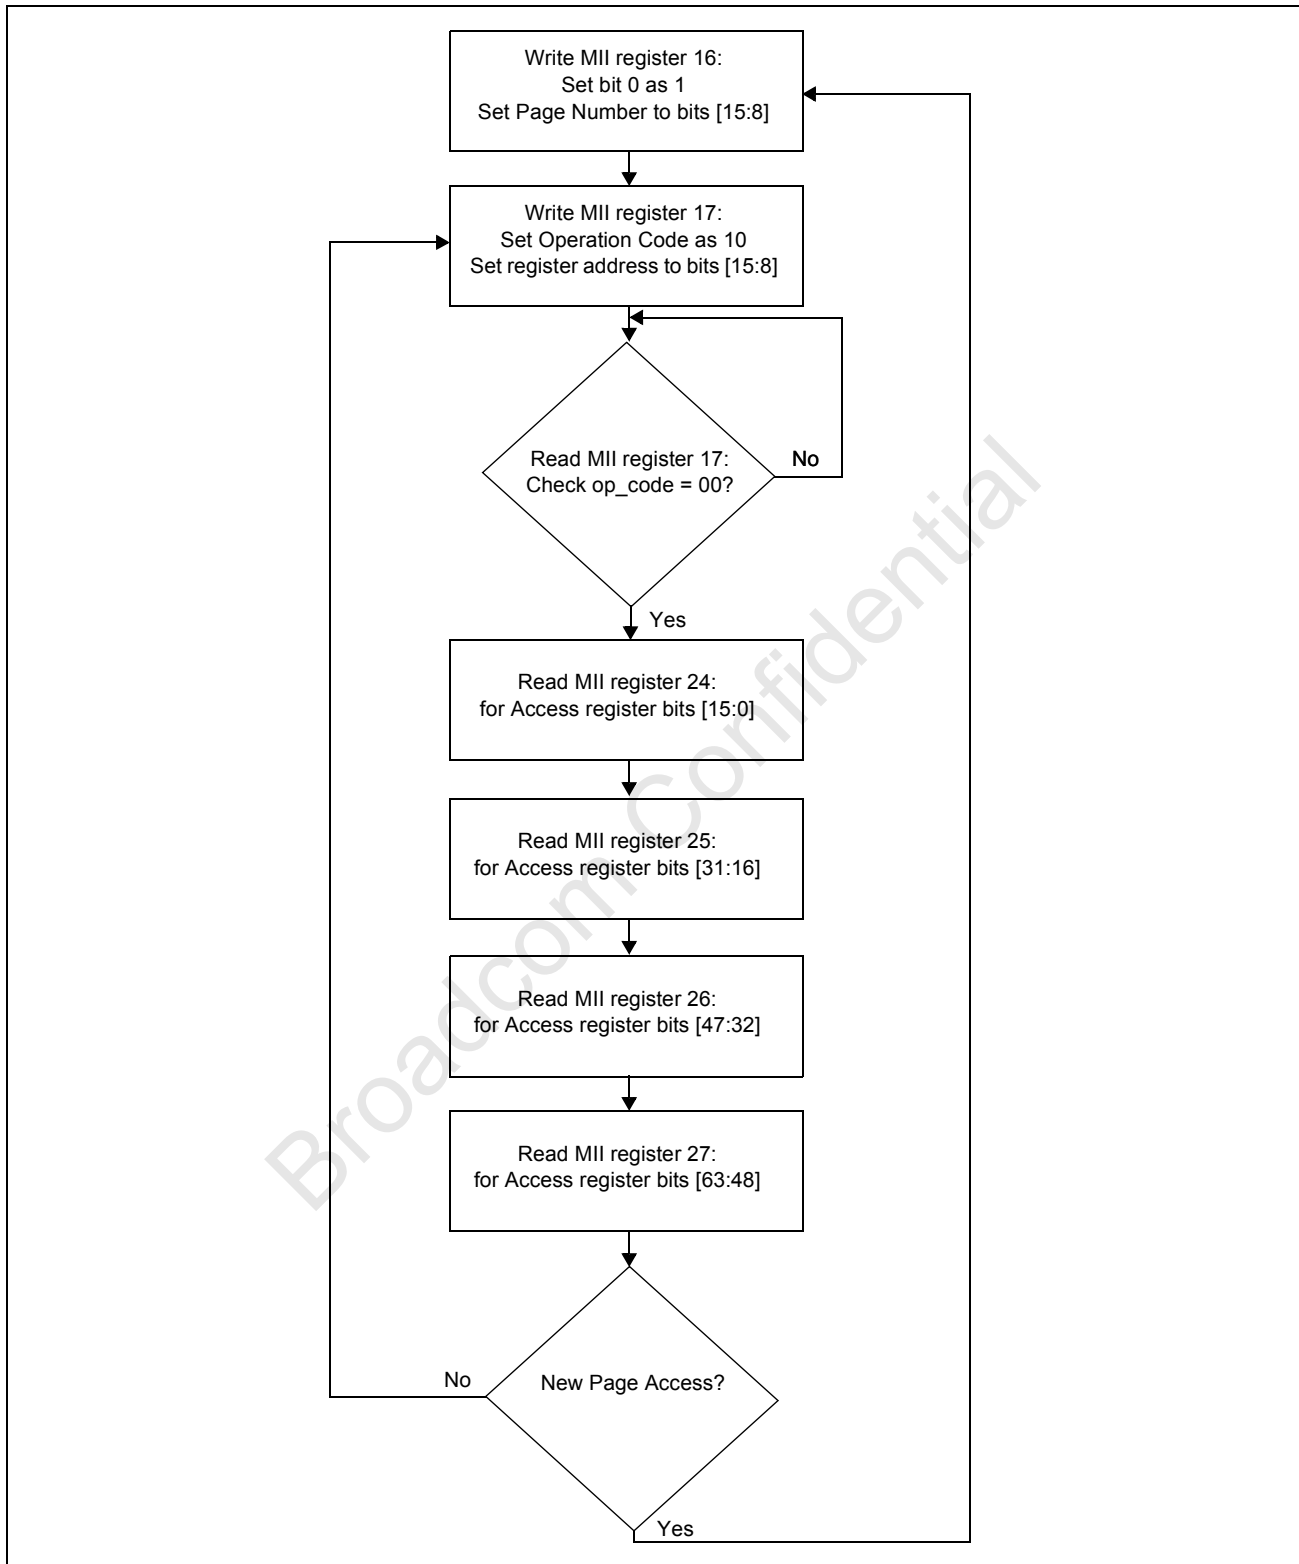 Write MII register 16:
Set bit 0 as 1
Set Page Number to bits [15:8]
Write MII register 17:
Set Operation Code as 10
Set register address to bits [15:8]
Read MII register 17:
Check op_code = 00?
No
Yes
Read MII register 24:
for Access register bits [15:0]
Read MII register 25:
for Access register bits [31:16]
Read MII register 26:
for Access register bits [47:32]
Read MII register 27:
for Access register bits [63:48]
No
New Page Access?
Yes
Broadcom Confidential